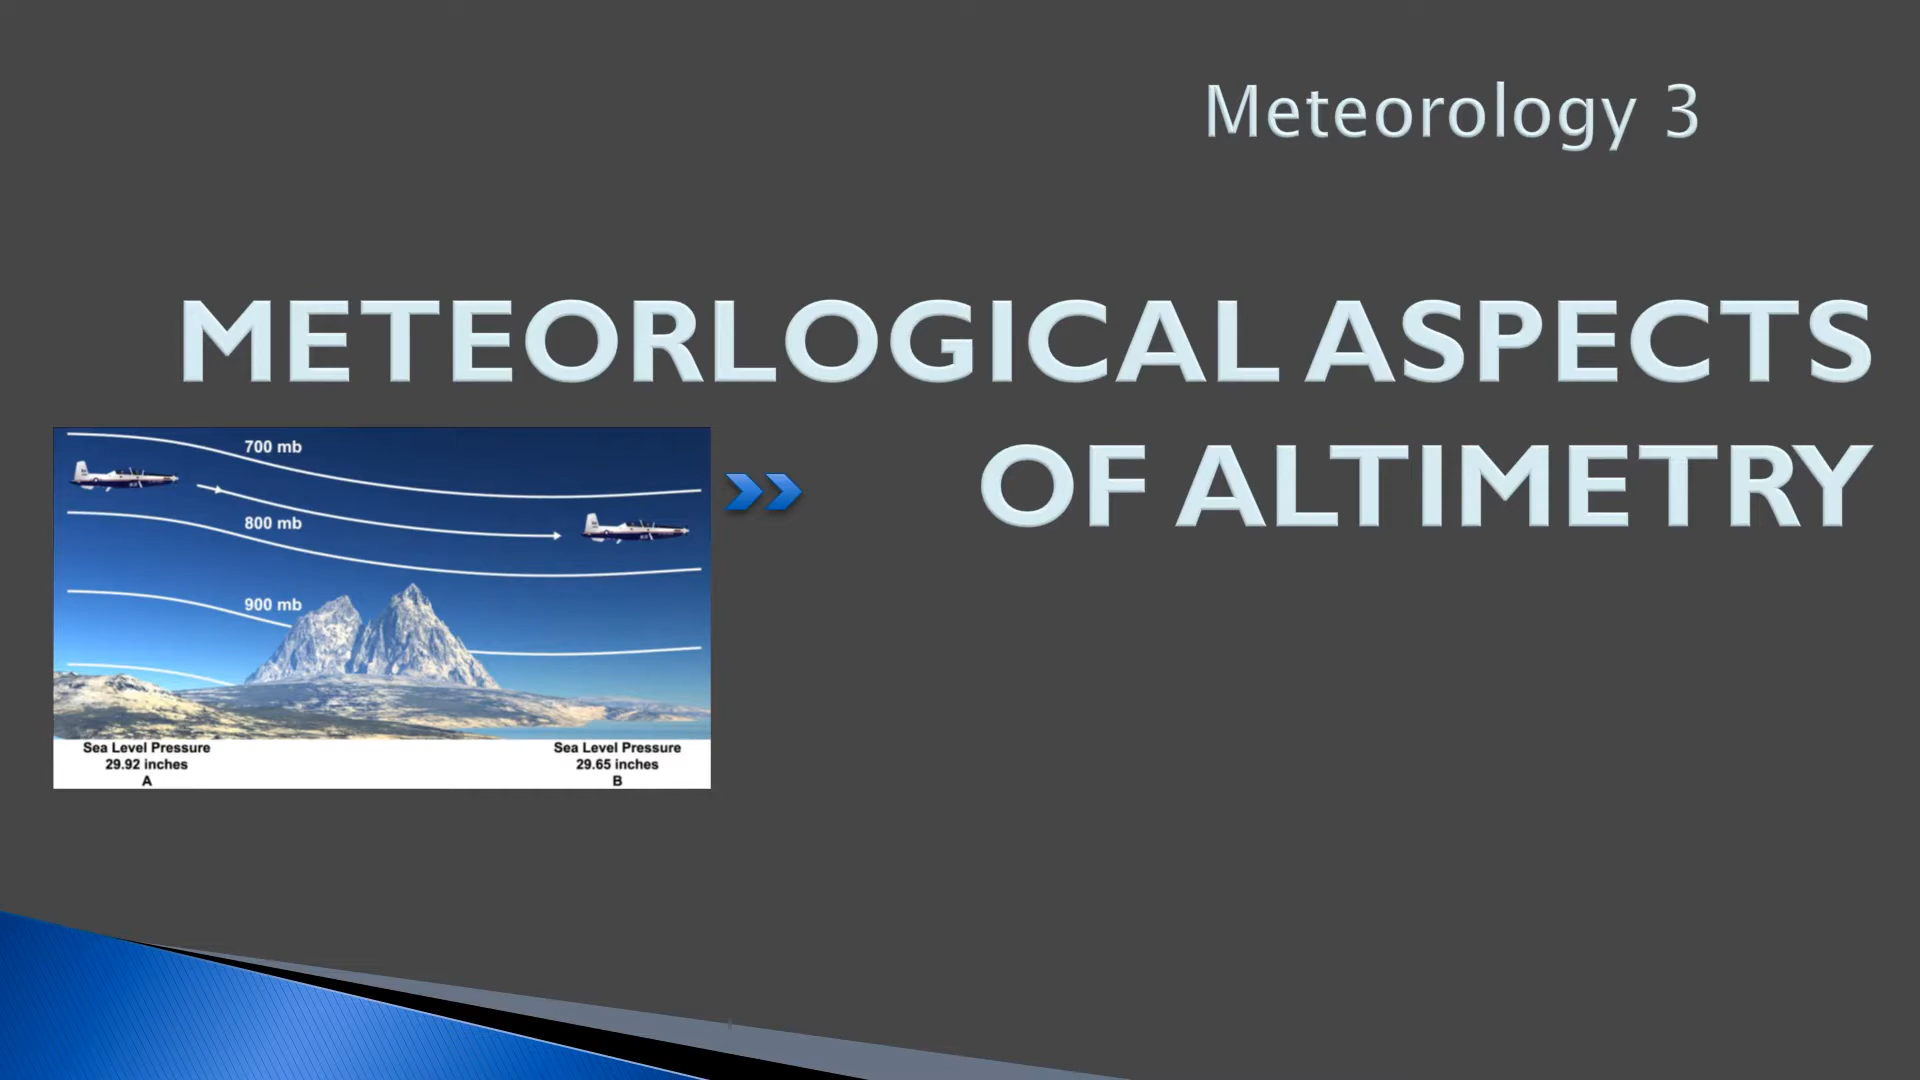 Meteorology 3
METEORLOGICAL ASPECTS
OF ALTIMETRY
700 mb
800 mb
900 mb
Sea Level Pressure
29.92 inches
A
Sea Level Pressure
29.65 inches
B